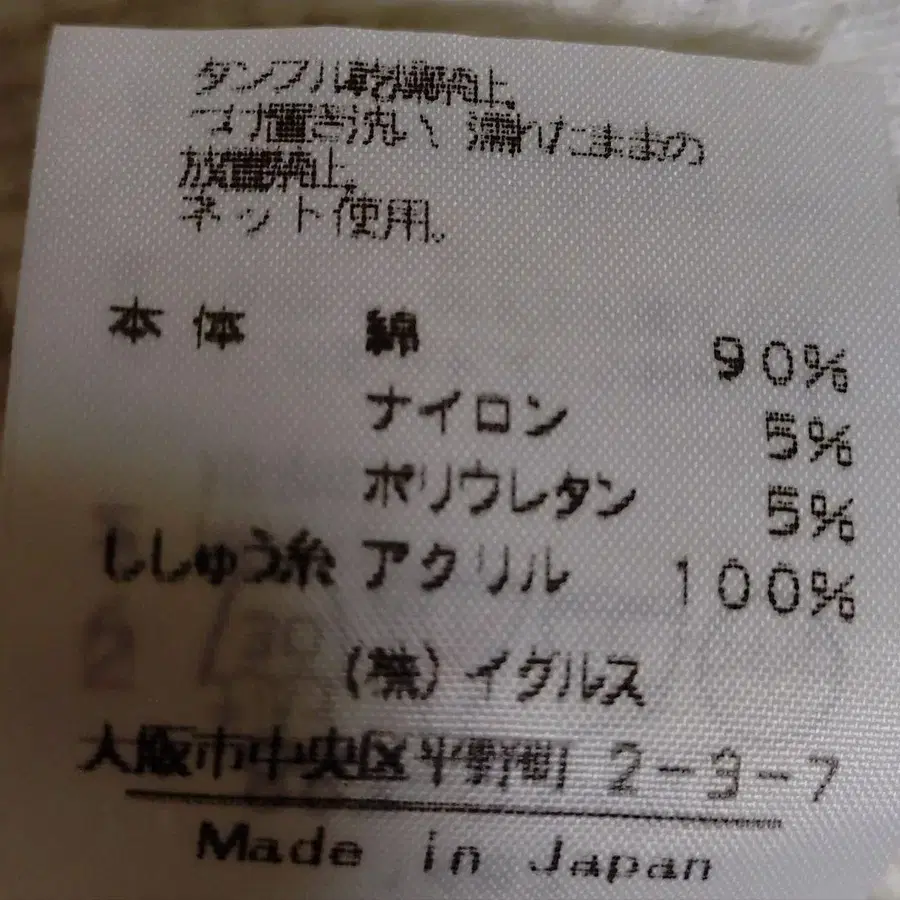 タンブル乾燥禁止。
つけ置き洗い、濡れたままの
放置禁止。
ネット使用。
本体 綿 90%
ナイロン 5%
ポリウレタン 5%
ししゅう糸 アクリル 100%
(株)イグルス
大阪市中央区平野町 2-3-7
Made in Japan